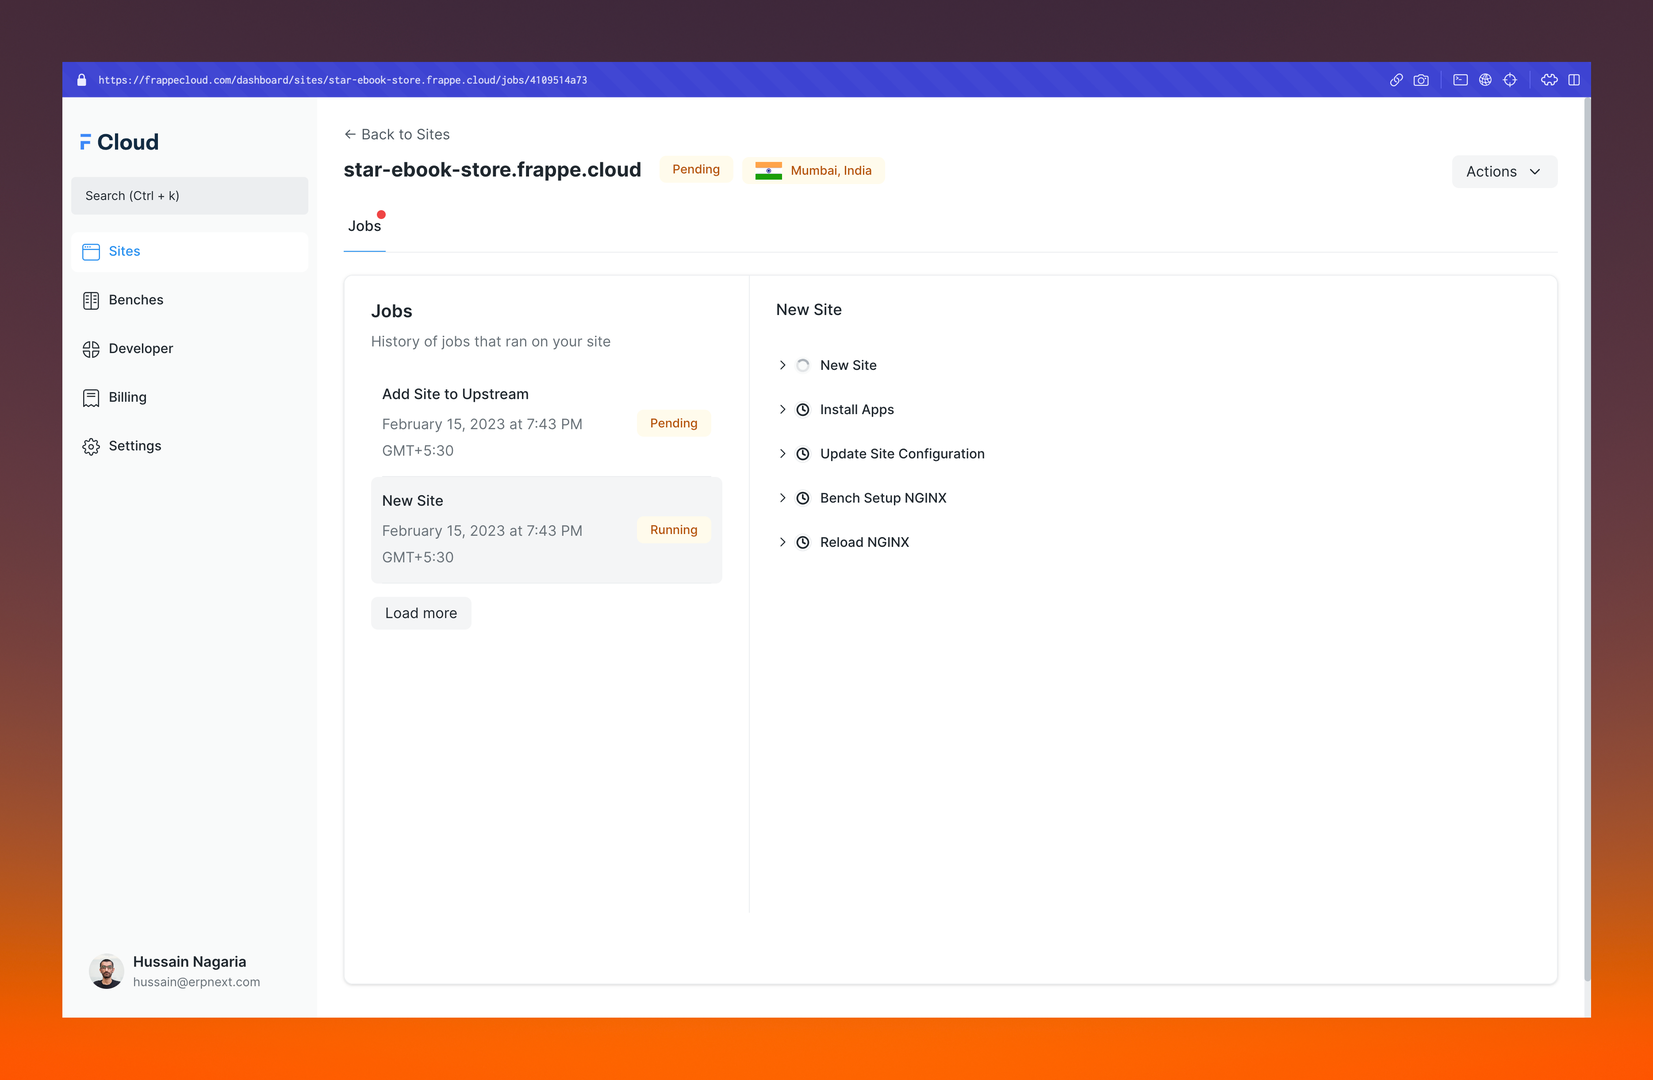 https://frappecloud.com/dashboard/sites/star-ebook-store.frappe.cloud/jobs/4109514a73
Cloud
Search (Ctrl + k)
Sites
Benches
Developer
Billing
Settings
Hussain Nagaria
hussain@erpnext.com
← Back to Sites
star-ebook-store.frappe.cloud
Pending
Mumbai, India
Actions
Jobs
Jobs
History of jobs that ran on your site
Add Site to Upstream
February 15, 2023 at 7:43 PM
GMT+5:30
Pending
New Site
February 15, 2023 at 7:43 PM
GMT+5:30
Running
Load more
New Site
New Site
Install Apps
Update Site Configuration
Bench Setup NGINX
Reload NGINX